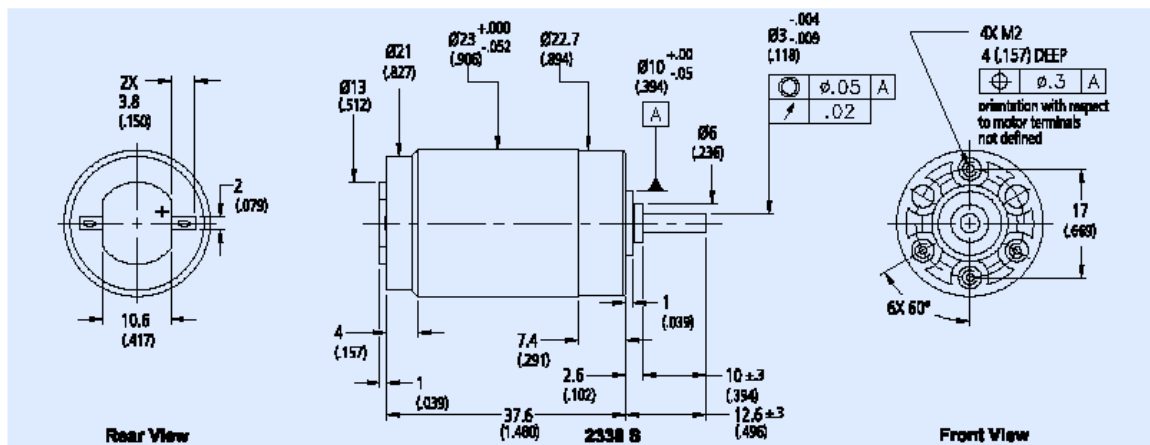 2X
3.8
(.150)
2
(.079)
+
10.6
(.417)
Rear View
Ø13
(.512)
Ø21
(.827)
Ø23 +.000 -.052
(.906)
Ø22.7
(.894)
Ø10 +.00 -.05
(.394)
A
Ø6
(.236)
Ø3 -.004 -.009
(.118)
ø.05 A
.02
4
(.157)
1
(.039)
37.6
(1.480)
7.4
(.291)
1
(.039)
2.6
(.102)
10 ±.3
(.394)
12.6 ±.3
(.496)
2338 S
4X M2
4 (.157) DEEP
ø.3 A
orientation with respect
to motor terminals
not defined
17
(.669)
6X 60°
Front View